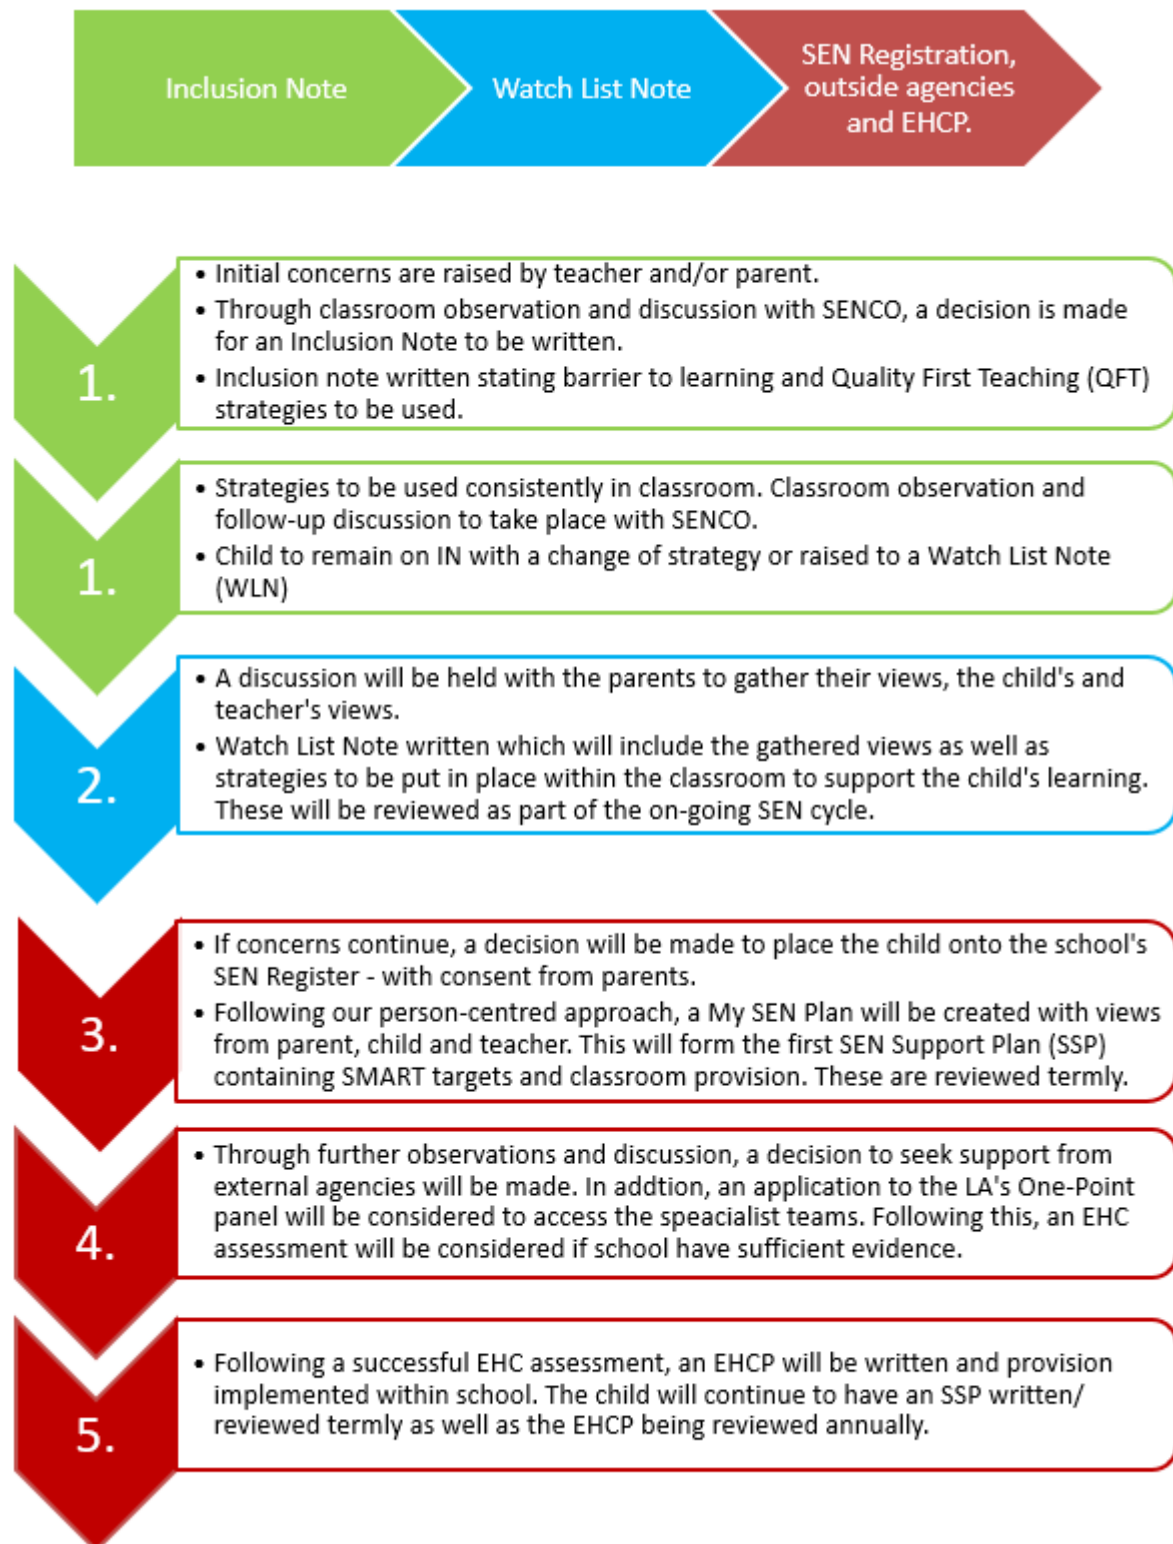 Inclusion Note
Watch List Note
SEN Registration,
outside agencies
and EHCP.
1.
• Initial concerns are raised by teacher and/or parent.
• Through classroom observation and discussion with SENCO, a decision is made
for an Inclusion Note to be written.
• Inclusion note written stating barrier to learning and Quality First Teaching (QFT)
strategies to be used.
1.
• Strategies to be used consistently in classroom. Classroom observation and
follow-up discussion to take place with SENCO.
• Child to remain on IN with a change of strategy or raised to a Watch List Note
(WLN)
2.
• A discussion will be held with the parents to gather their views, the child's and
teacher's views.
• Watch List Note written which will include the gathered views as well as
strategies to be put in place within the classroom to support the child's learning.
These will be reviewed as part of the on-going SEN cycle.
3.
• If concerns continue, a decision will be made to place the child onto the school's
SEN Register - with consent from parents.
• Following our person-centred approach, a My SEN Plan will be created with views
from parent, child and teacher. This will form the first SEN Support Plan (SSP)
containing SMART targets and classroom provision. These are reviewed termly.
4.
• Through further observations and discussion, a decision to seek support from
external agencies will be made. In addtion, an application to the LA's One-Point
panel will be considered to access the speacialist teams. Following this, an EHC
assessment will be considered if school have sufficient evidence.
5.
• Following a successful EHC assessment, an EHCP will be written and provision
implemented within school. The child will continue to have an SSP written/
reviewed termly as well as the EHCP being reviewed annually.